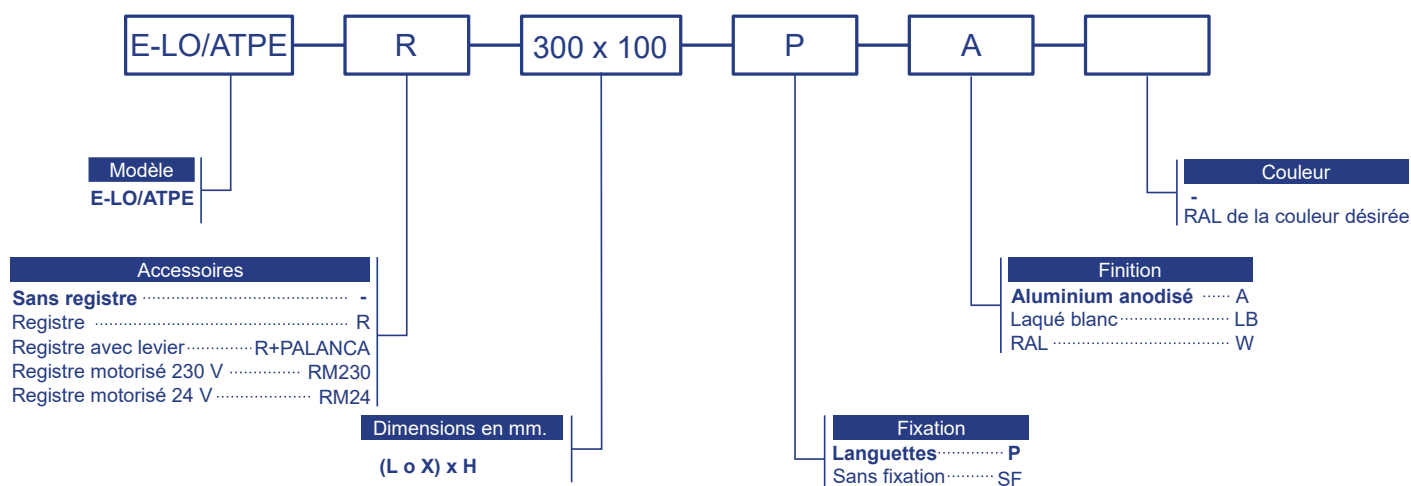 E-LO/ATPE R 300 x 100 P A
Modèle
E-LO/ATPE
Couleur
-
RAL de la couleur désirée
Accessoires
Sans registre -
Registre R
Registre avec levier R+PALANCA
Registre motorisé 230 V RM230
Registre motorisé 24 V RM24
Finition
Aluminium anodisé A
Laqué blanc LB
RAL W
Dimensions en mm.
(L o X) x H
Fixation
Languettes P
Sans fixation SF